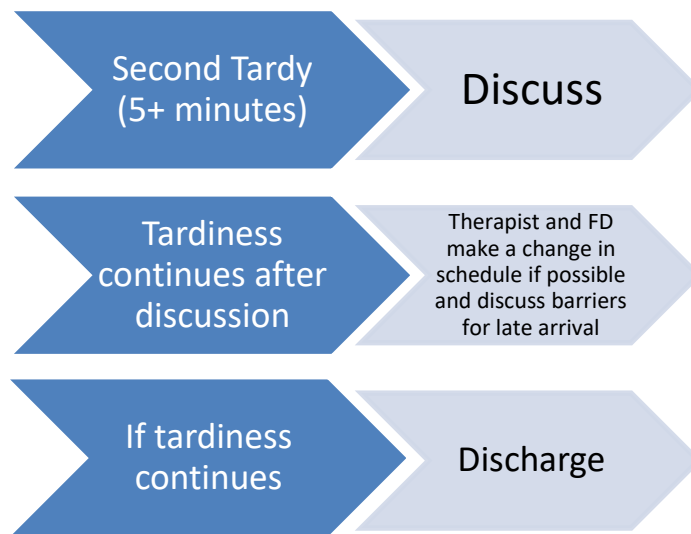 Second Tardy
(5+ minutes)
Discuss
Tardiness
continues after
discussion
Therapist and FD
make a change in
schedule if possible
and discuss barriers
for late arrival
If tardiness
continues
Discharge